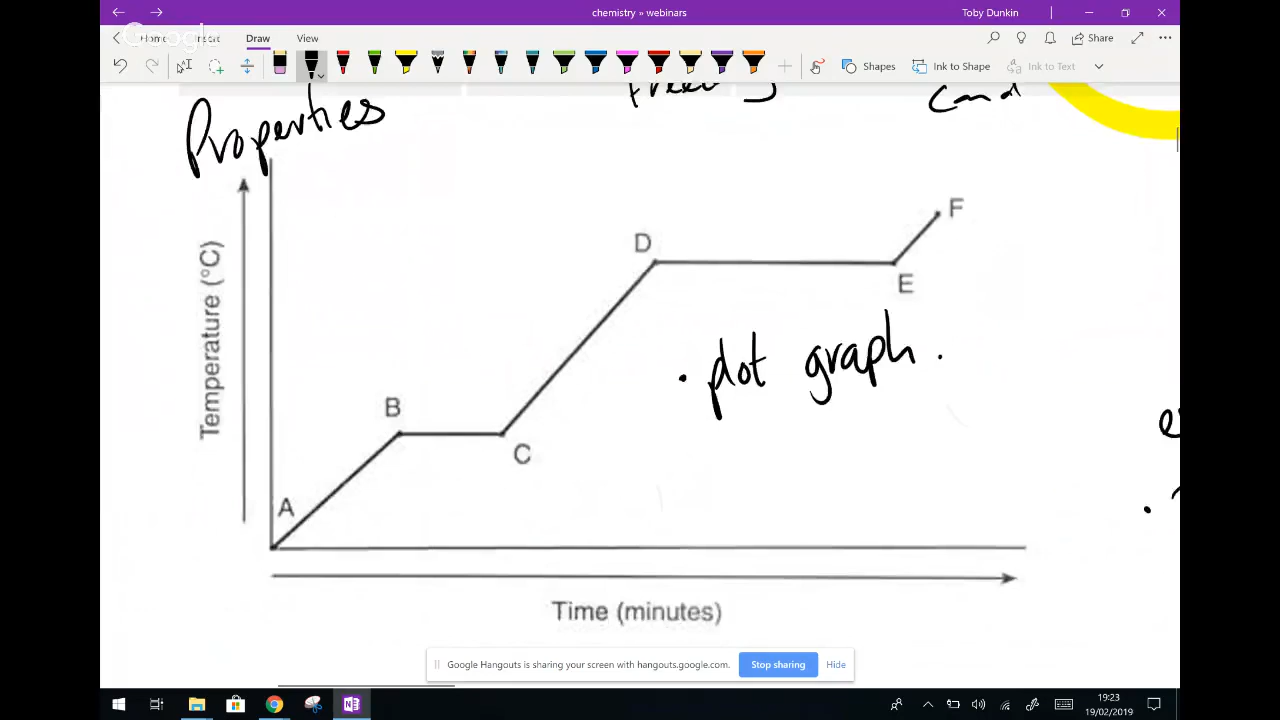 chemistry » webinars
Toby Dunkin
Google
Home
Insert
Draw
View
Share
Shapes
Ink to Shape
Ink to Text
Properties
Temperature (°C)
A
B
C
D
E
F
. plot graph.
Time (minutes)
Google Hangouts is sharing your screen with hangouts.google.com.
Stop sharing
Hide
19:23
19/02/2019